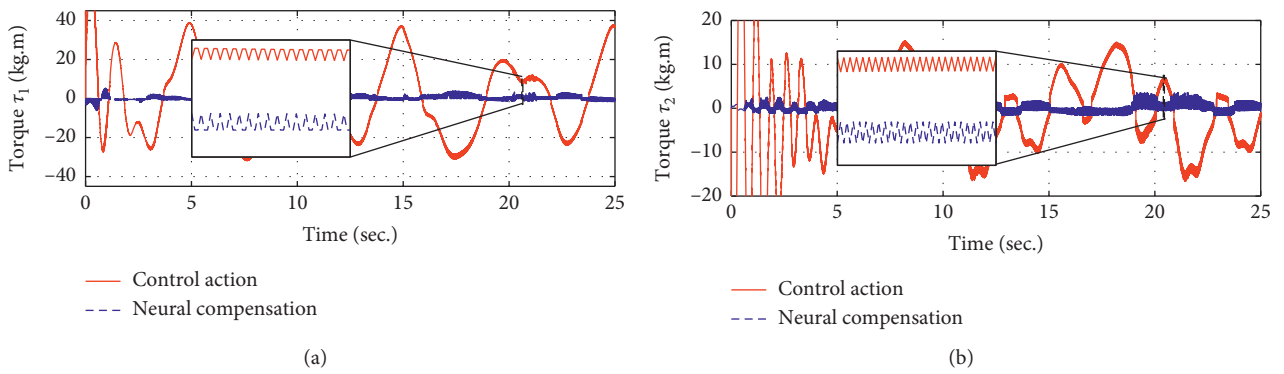 40
20
0
−20
−40
Torque τ1 (kg.m)
0
5
10
15
20
25
Time (sec.)
Control action
Neural compensation
(a)
20
10
0
−10
−20
Torque τ2 (kg.m)
0
5
10
15
20
25
Time (sec.)
Control action
Neural compensation
(b)